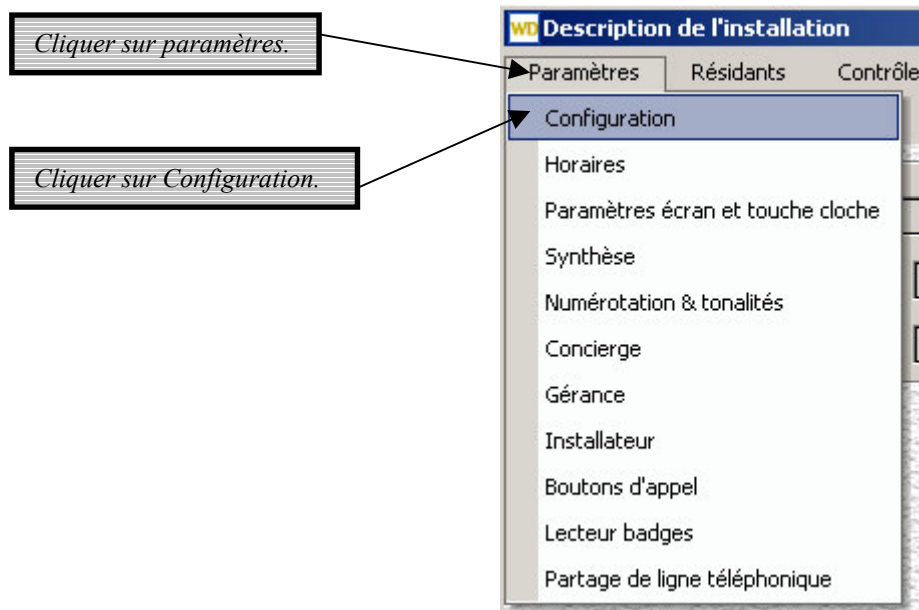 Cliquer sur paramètres.
WD Description de l'installation
Paramètres Résidants Contrôle
Configuration
Cliquer sur Configuration.
Horaires
Paramètres écran et touche cloche
Synthèse
Numérotation & tonalités
Concierge
Gérance
Installateur
Boutons d'appel
Lecteur badges
Partage de ligne téléphonique